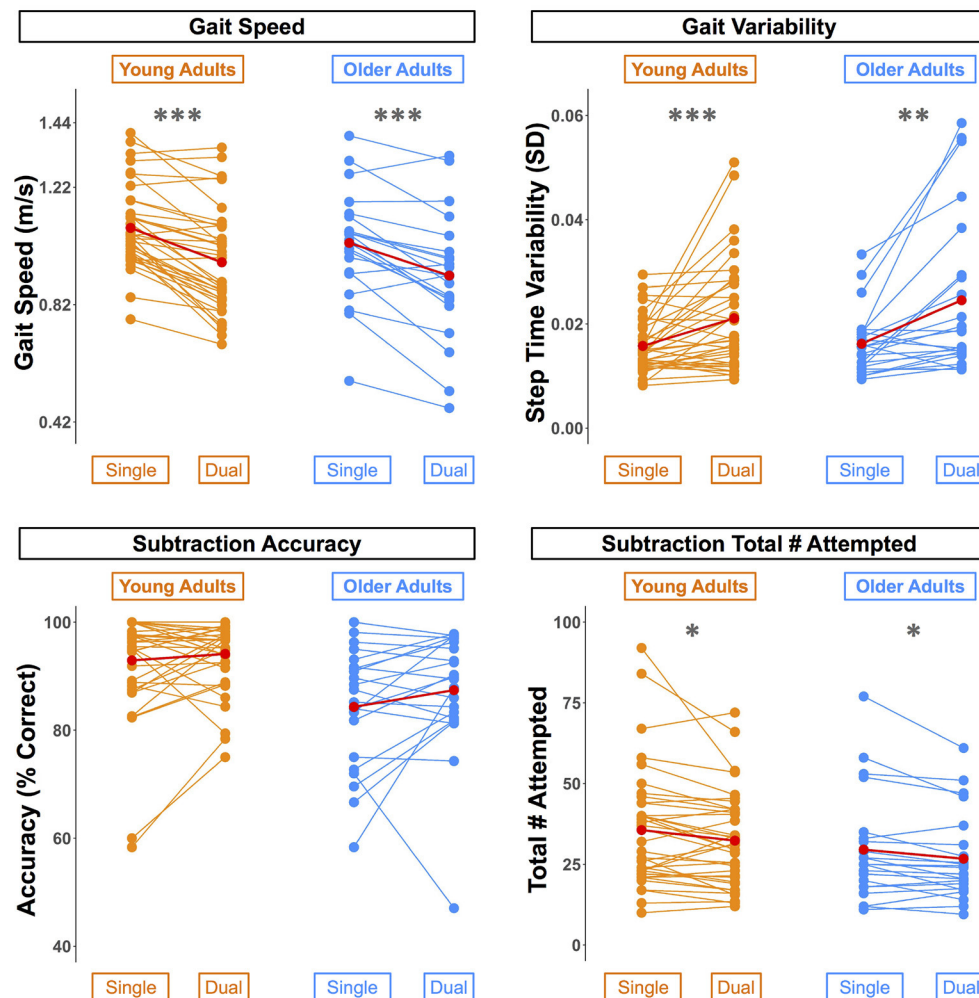 Gait Speed
Young Adults
Older Adults
***
***
1.44
1.22
0.82
0.42
Gait Speed (m/s)
Single
Dual
Single
Dual
Gait Variability
Young Adults
Older Adults
***
**
0.06
0.04
0.02
0.00
Step Time Variability (SD)
Single
Dual
Single
Dual
Subtraction Accuracy
Young Adults
Older Adults
100
80
60
40
Accuracy (% Correct)
Single
Dual
Single
Dual
Subtraction Total # Attempted
Young Adults
Older Adults
*
*
100
75
50
25
0
Total # Attempted
Single
Dual
Single
Dual